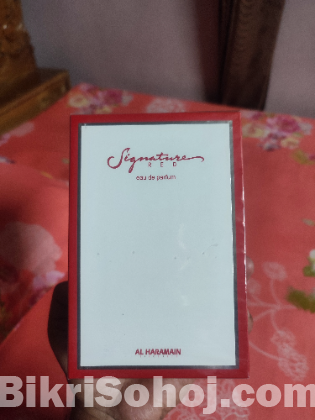 Signature
RED
eau de parfum
AL HARAMAIN
BikriSohoj.com